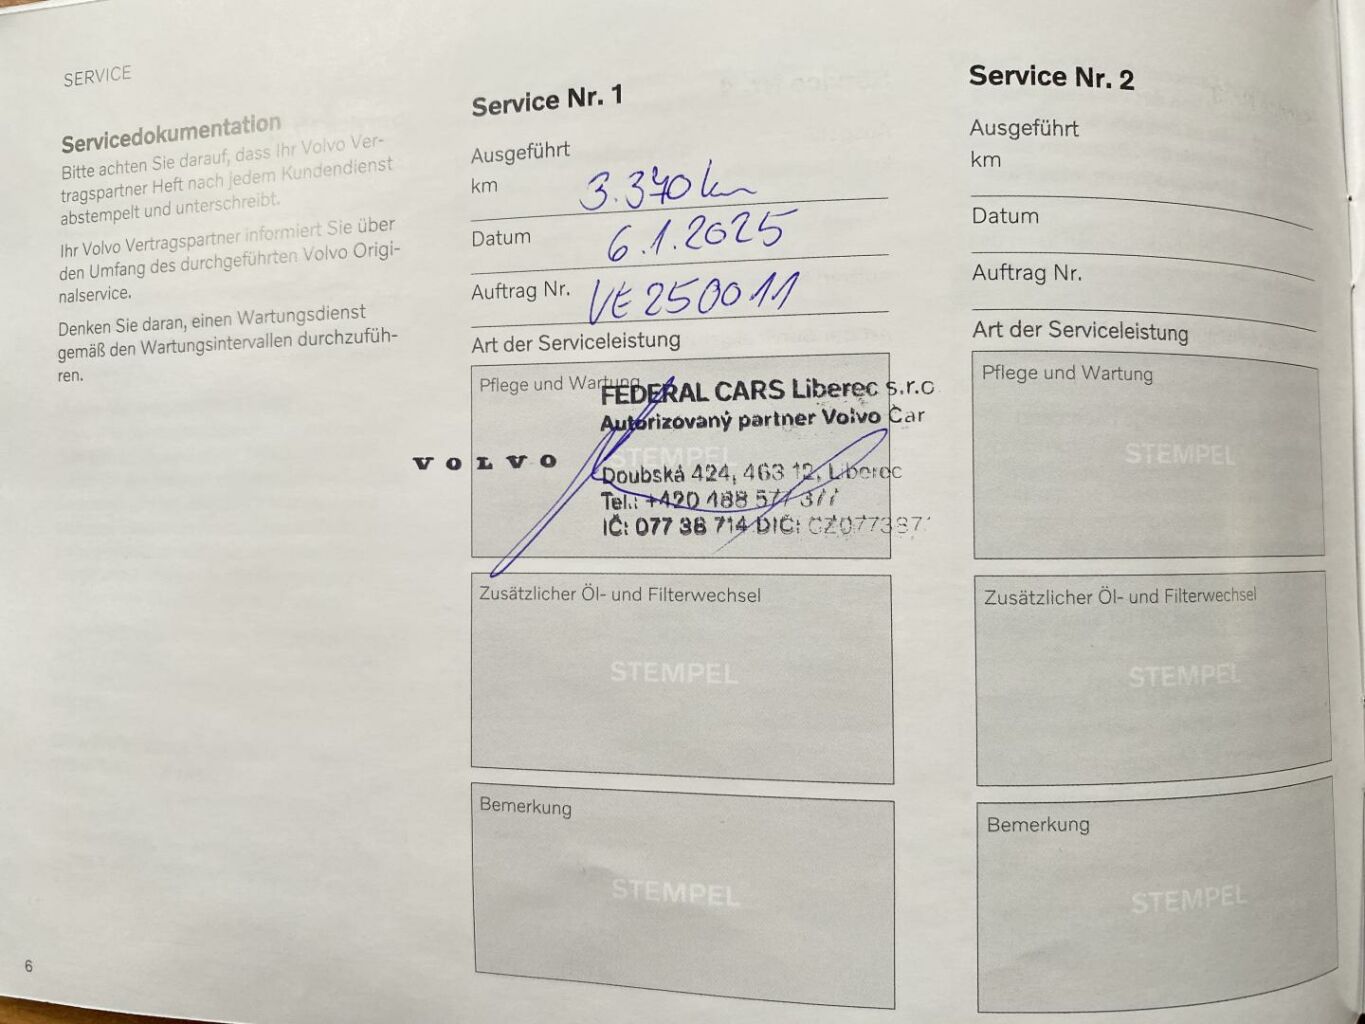 SERVICE
Servicedokumentation
Bitte achten Sie darauf, dass Ihr Volvo Ver-
tragspartner Heft nach jedem Kundendienst
abstempelt und unterschreibt.
Ihr Volvo Vertragspartner informiert Sie über
den Umfang des durchgeführten Volvo Origi-
nalservice.
Denken Sie daran, einen Wartungsdienst
gemäß den Wartungsintervallen durchzufüh-
ren.
VOLVO
6
Service Nr. 1
Ausgeführt
km 3.370 km
Datum 6.1.2025
Auftrag Nr. VE250011
Art der Serviceleistung
Pflege und Wartung
STEMPEL
FEDERAL CARS Liberec s.r.o
Autorizovaný partner Volvo Car
Doubská 424, 463 12, Liberec
Tel.: +420 488 577 377
IČ: 077 38 714 DIČ: CZ0773871
Zusätzlicher Öl- und Filterwechsel
STEMPEL
Bemerkung
STEMPEL
Service Nr. 2
Ausgeführt
km
Datum
Auftrag Nr.
Art der Serviceleistung
Pflege und Wartung
STEMPEL
Zusätzlicher Öl- und Filterwechsel
STEMPEL
Bemerkung
STEMPEL